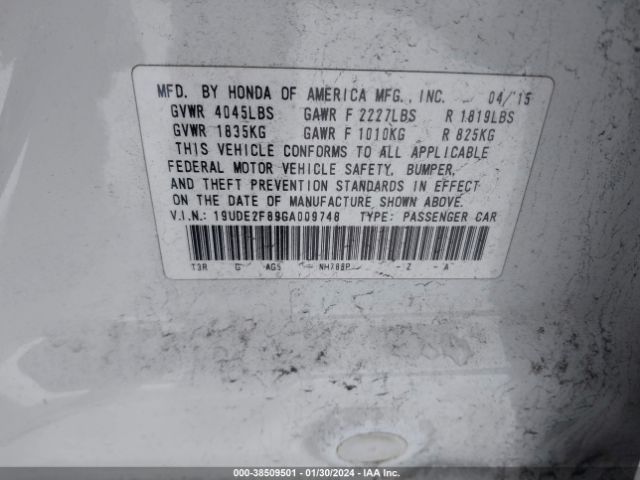 MFD. BY HONDA OF AMERICA MFG., INC. 04/'15
GVWR 4045LBS GAWR F 2227LBS R 1819LBS
GVWR 1835KG GAWR F 1010KG R 825KG
THIS VEHICLE CONFORMS TO ALL APPLICABLE
FEDERAL MOTOR VEHICLE SAFETY, BUMPER,
AND THEFT PREVENTION STANDARDS IN EFFECT
ON THE DATE OF MANUFACTURE SHOWN ABOVE.
V.I.N.: 19UDE2F89GA009748 TYPE: PASSENGER CAR
T3R G AGS NH788P - Z - A
000-38509501 - 01/30/2024 - IAA Inc.